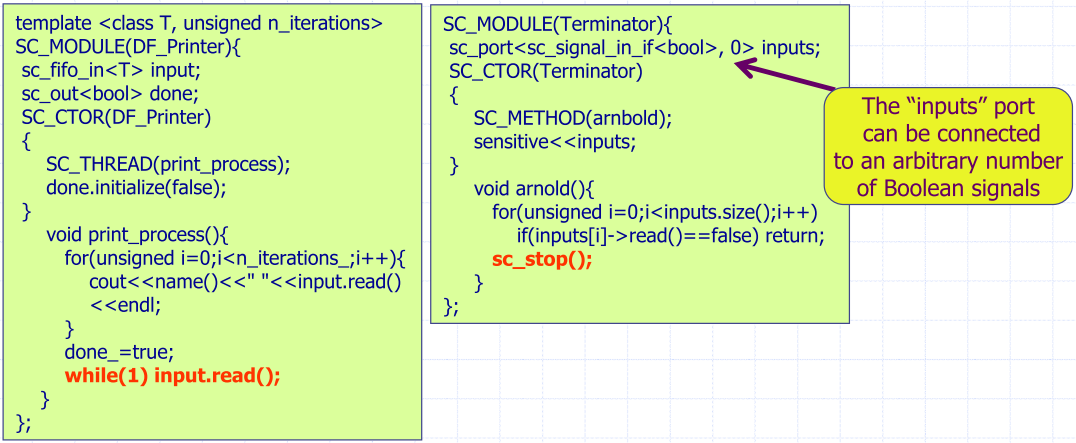 template <class T, unsigned n_iterations>
SC_MODULE(DF_Printer){
sc_fifo_in<T> input;
sc_out<bool> done;
SC_CTOR(DF_Printer)
{
SC_THREAD(print_process);
done.initialize(false);
}
void print_process(){
for(unsigned i=0;i<n_iterations_;i++){
cout<<name()<<" "<<input.read()
<<endl;
}
done_=true;
while(1) input.read();
}
};
SC_MODULE(Terminator){
sc_port<sc_signal_in_if<bool>, 0> inputs;
SC_CTOR(Terminator)
{
SC_METHOD(arnbold);
sensitive<<inputs;
}
void arnold(){
for(unsigned i=0;i<inputs.size();i++)
if(inputs[i]->read()==false) return;
sc_stop();
}
};
The “inputs” port
can be connected
to an arbitrary number
of Boolean signals